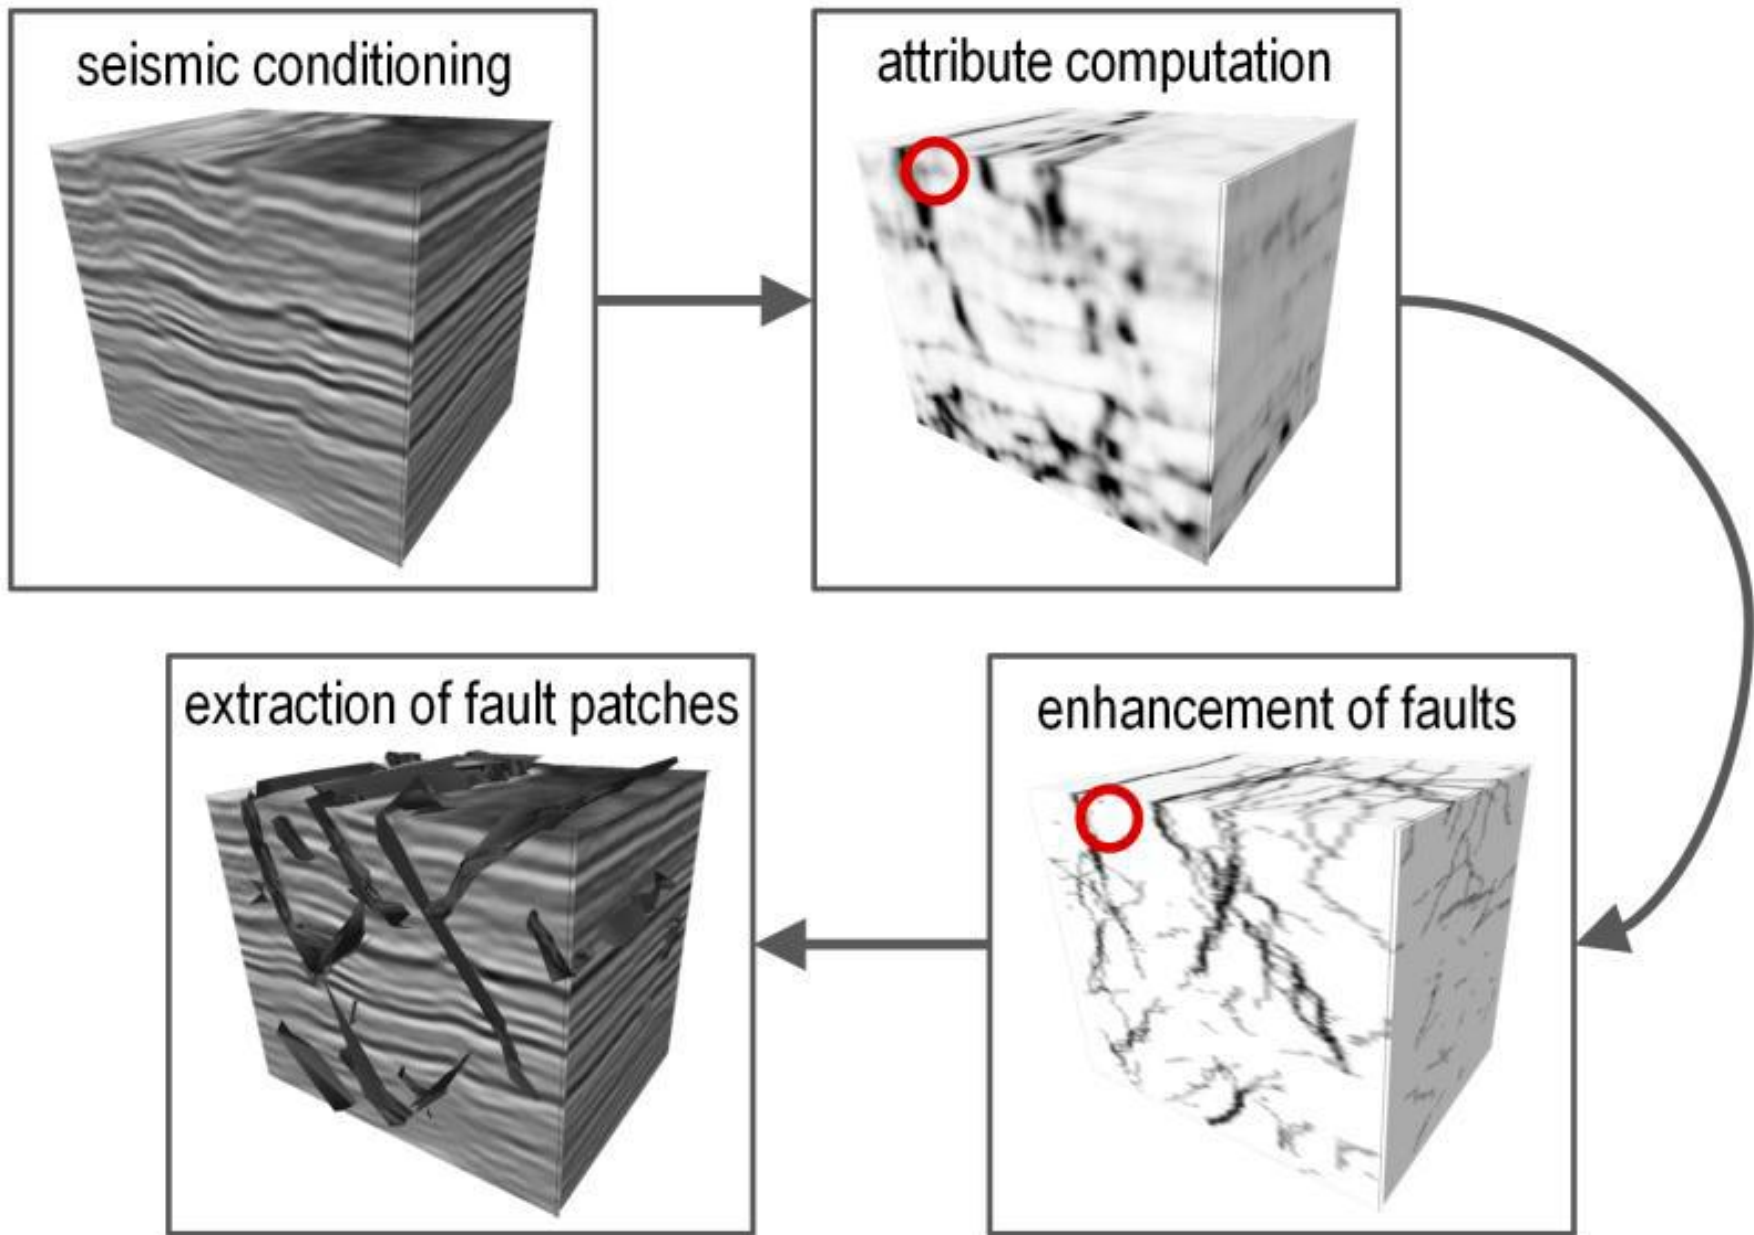 seismic conditioning
attribute computation
enhancement of faults
extraction of fault patches